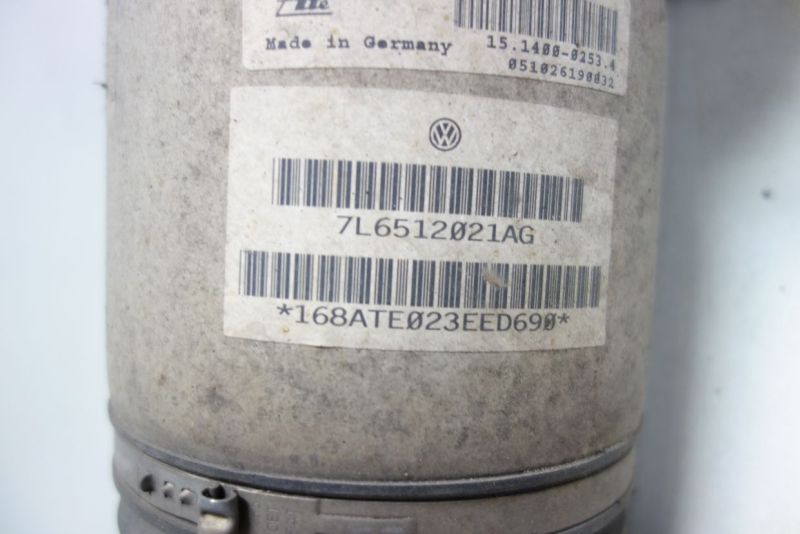 Made in Germany
15.1400-0253.4
051026190032
7L6512021AG
*168ATE023EED690*